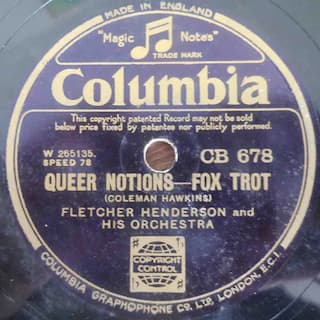 MADE IN ENGLAND
"Magic Notes"
TRADE MARK
Columbia
This copyright patented Record may not be sold
below price fixed by patentee nor publicly performed.
W 265135.
SPEED 78
CB 678
QUEER NOTIONS—FOX TROT
(COLEMAN HAWKINS)
FLETCHER HENDERSON and
HIS ORCHESTRA
COPYRIGHT
CONTROL
COLUMBIA GRAPHOPHONE CO. LTD. LONDON, E.C.1.